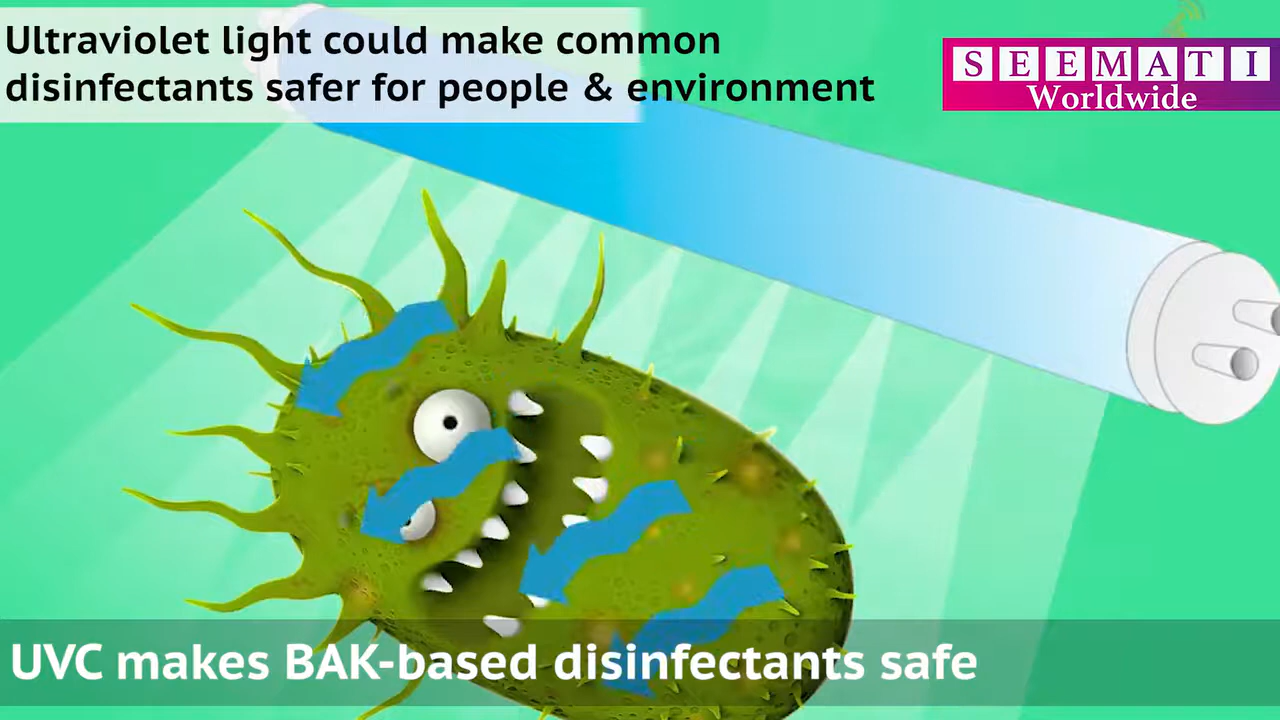 Ultraviolet light could make common
disinfectants safer for people & environment
SEEMATI
Worldwide
UVC makes BAK-based disinfectants safe